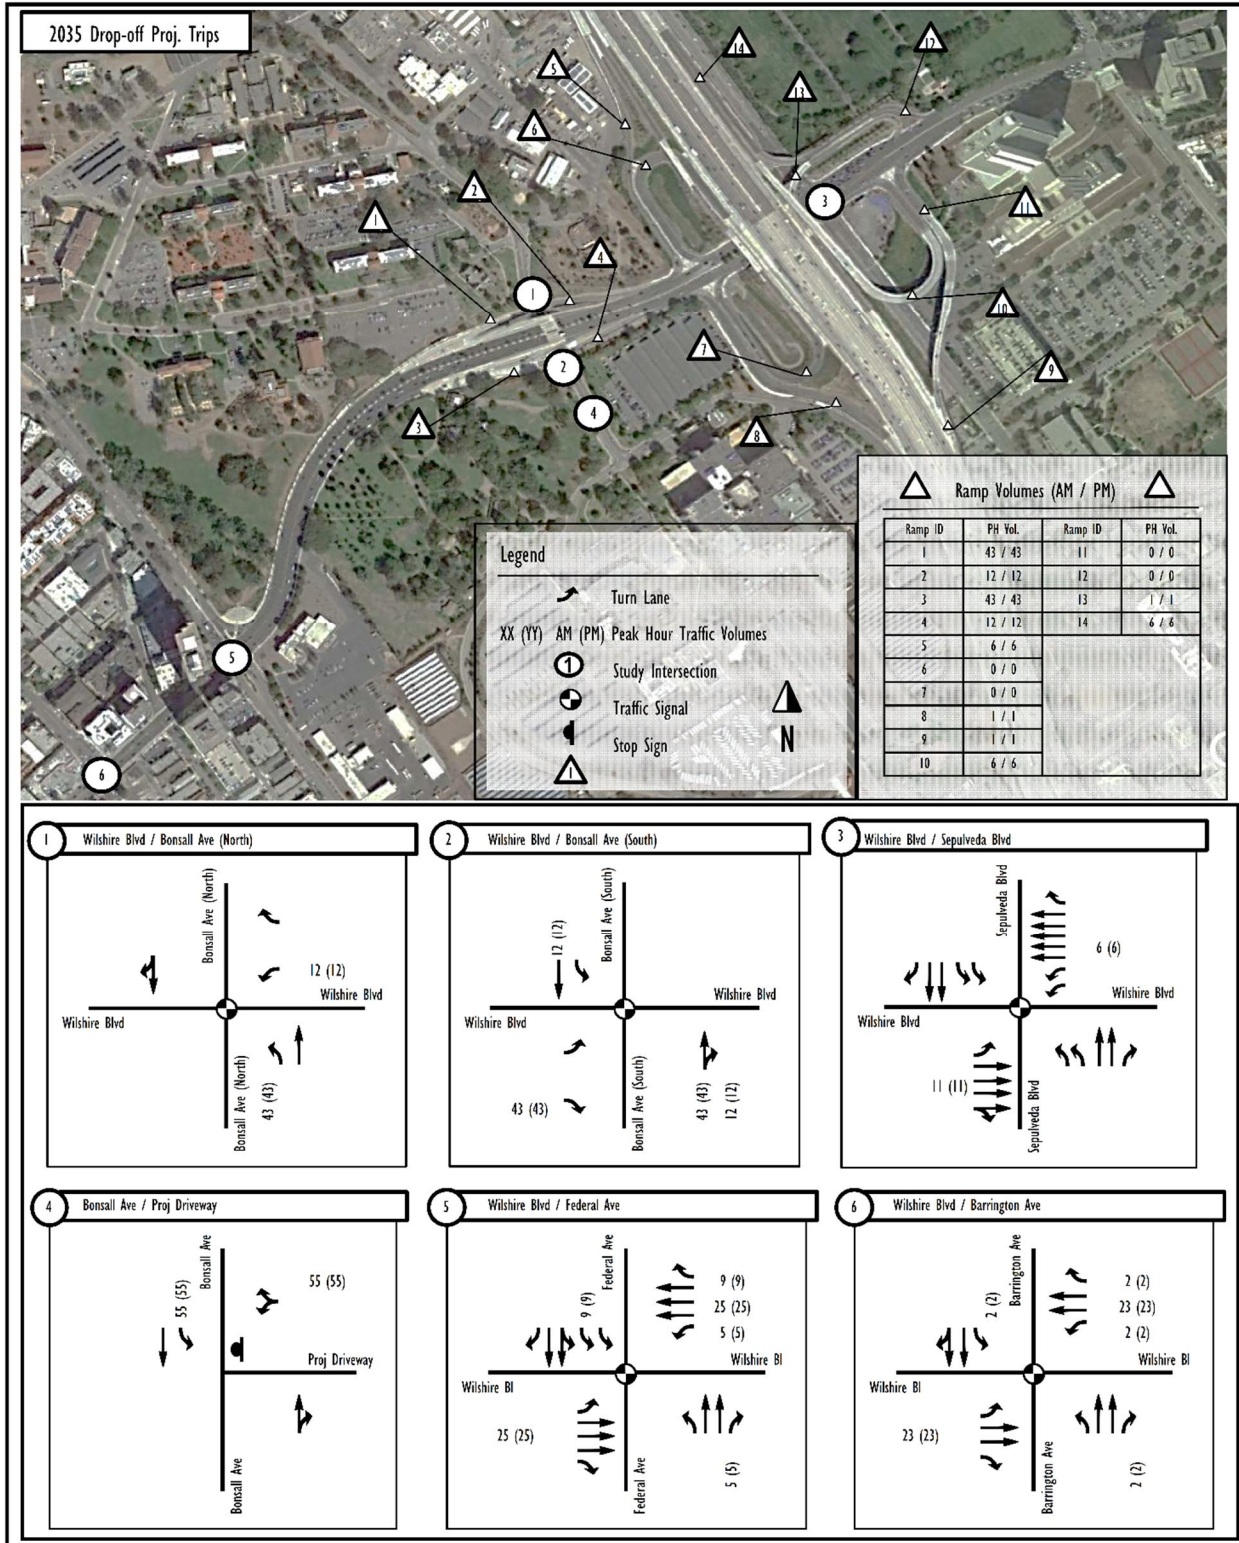 2035 Drop-off Proj. Trips
14
12
5
13
6
2
3
1
11
4
1
10
7
2
9
4
3
8
Ramp Volumes (AM / PM)
Ramp ID PH Vol. Ramp ID PH Vol.
1 43 / 43 11 0 / 0
2 12 / 12 12 0 / 0
3 43 / 43 13 1 / 1
4 12 / 12 14 6 / 6
5 6 / 6
6 0 / 0
7 0 / 0
8 1 / 1
9 1 / 1
10 6 / 6
Legend
Turn Lane
XX (YY) AM (PM) Peak Hour Traffic Volumes
1 Study Intersection
Traffic Signal
Stop Sign
1
N
5
6
1 Wilshire Blvd / Bonsall Ave (North)
Bonsall Ave (North)
12 (12)
Wilshire Blvd
Wilshire Blvd
Bonsall Ave (North)
43 (43)
2 Wilshire Blvd / Bonsall Ave (South)
12 (12)
Bonsall Ave (South)
Wilshire Blvd
43 (43)
Bonsall Ave (South)
43 (43)
12 (12)
3 Wilshire Blvd / Sepulveda Blvd
Sepulveda Blvd
6 (6)
Wilshire Blvd
Wilshire Blvd
11 (11)
Sepulveda Blvd
4 Bonsall Ave / Proj Driveway
55 (55)
Bonsall Ave
55 (55)
Proj Driveway
Bonsall Ave
5 Wilshire Blvd / Federal Ave
9 (9)
Federal Ave
9 (9)
25 (25)
5 (5)
Wilshire Bl
Wilshire Bl
25 (25)
Federal Ave
5 (5)
6 Wilshire Blvd / Barrington Ave
2 (2)
Barrington Ave
2 (2)
23 (23)
2 (2)
Wilshire Bl
Wilshire Bl
23 (23)
Barrington Ave
2 (2)